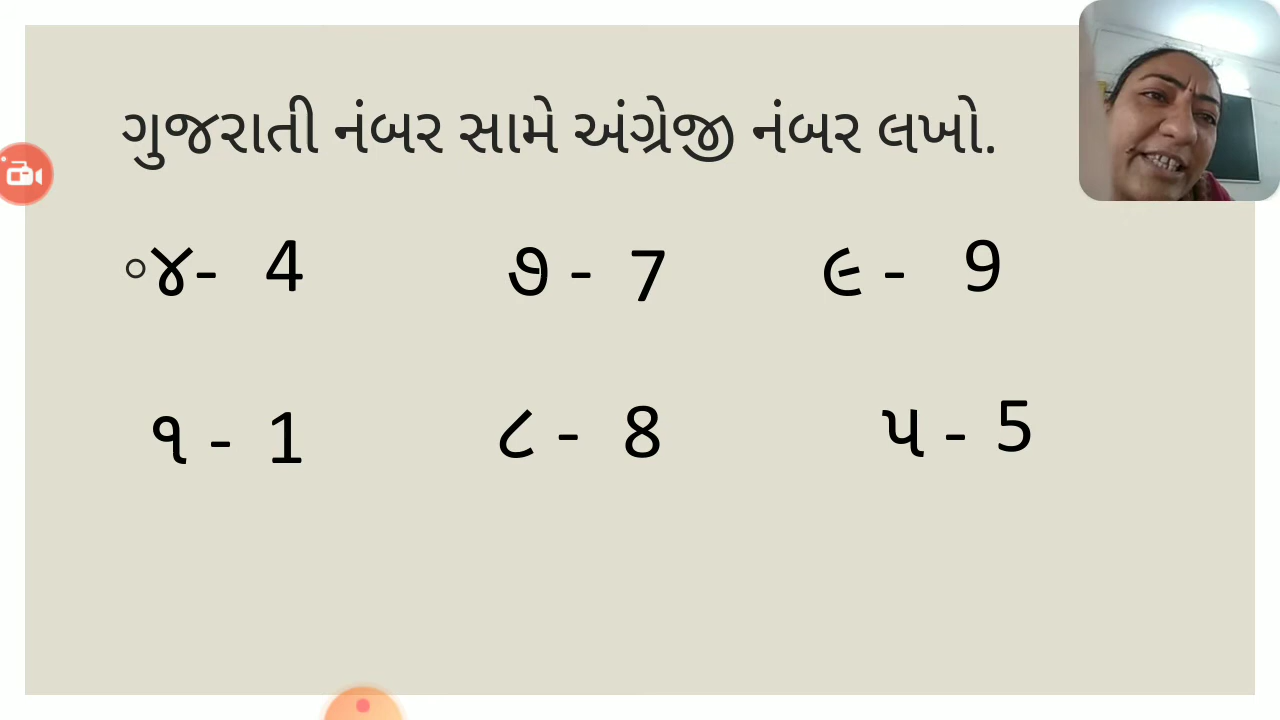 ગુજરાતી નંબર સામે અંગ્રેજી નંબર લખો.
૪- 4 ૭ - 7 ૯ - 9
૧ - 1 ૮ - 8 ૫ - 5